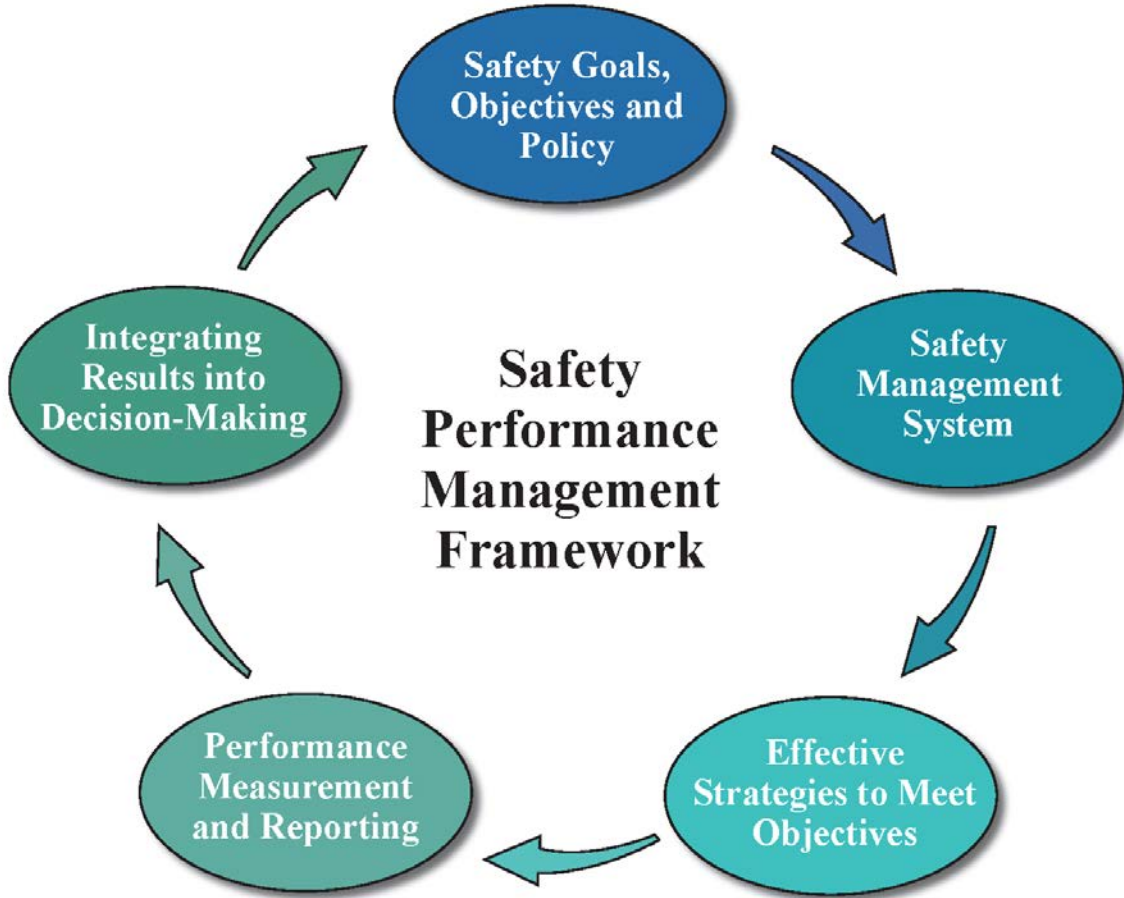 Safety Goals,
Objectives and
Policy
Safety
Management
System
Effective
Strategies to Meet
Objectives
Performance
Measurement
and Reporting
Integrating
Results into
Decision-Making
Safety
Performance
Management
Framework